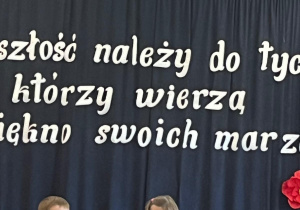 szłość należy do tyc
którzy wierzą
iękno swoich marz